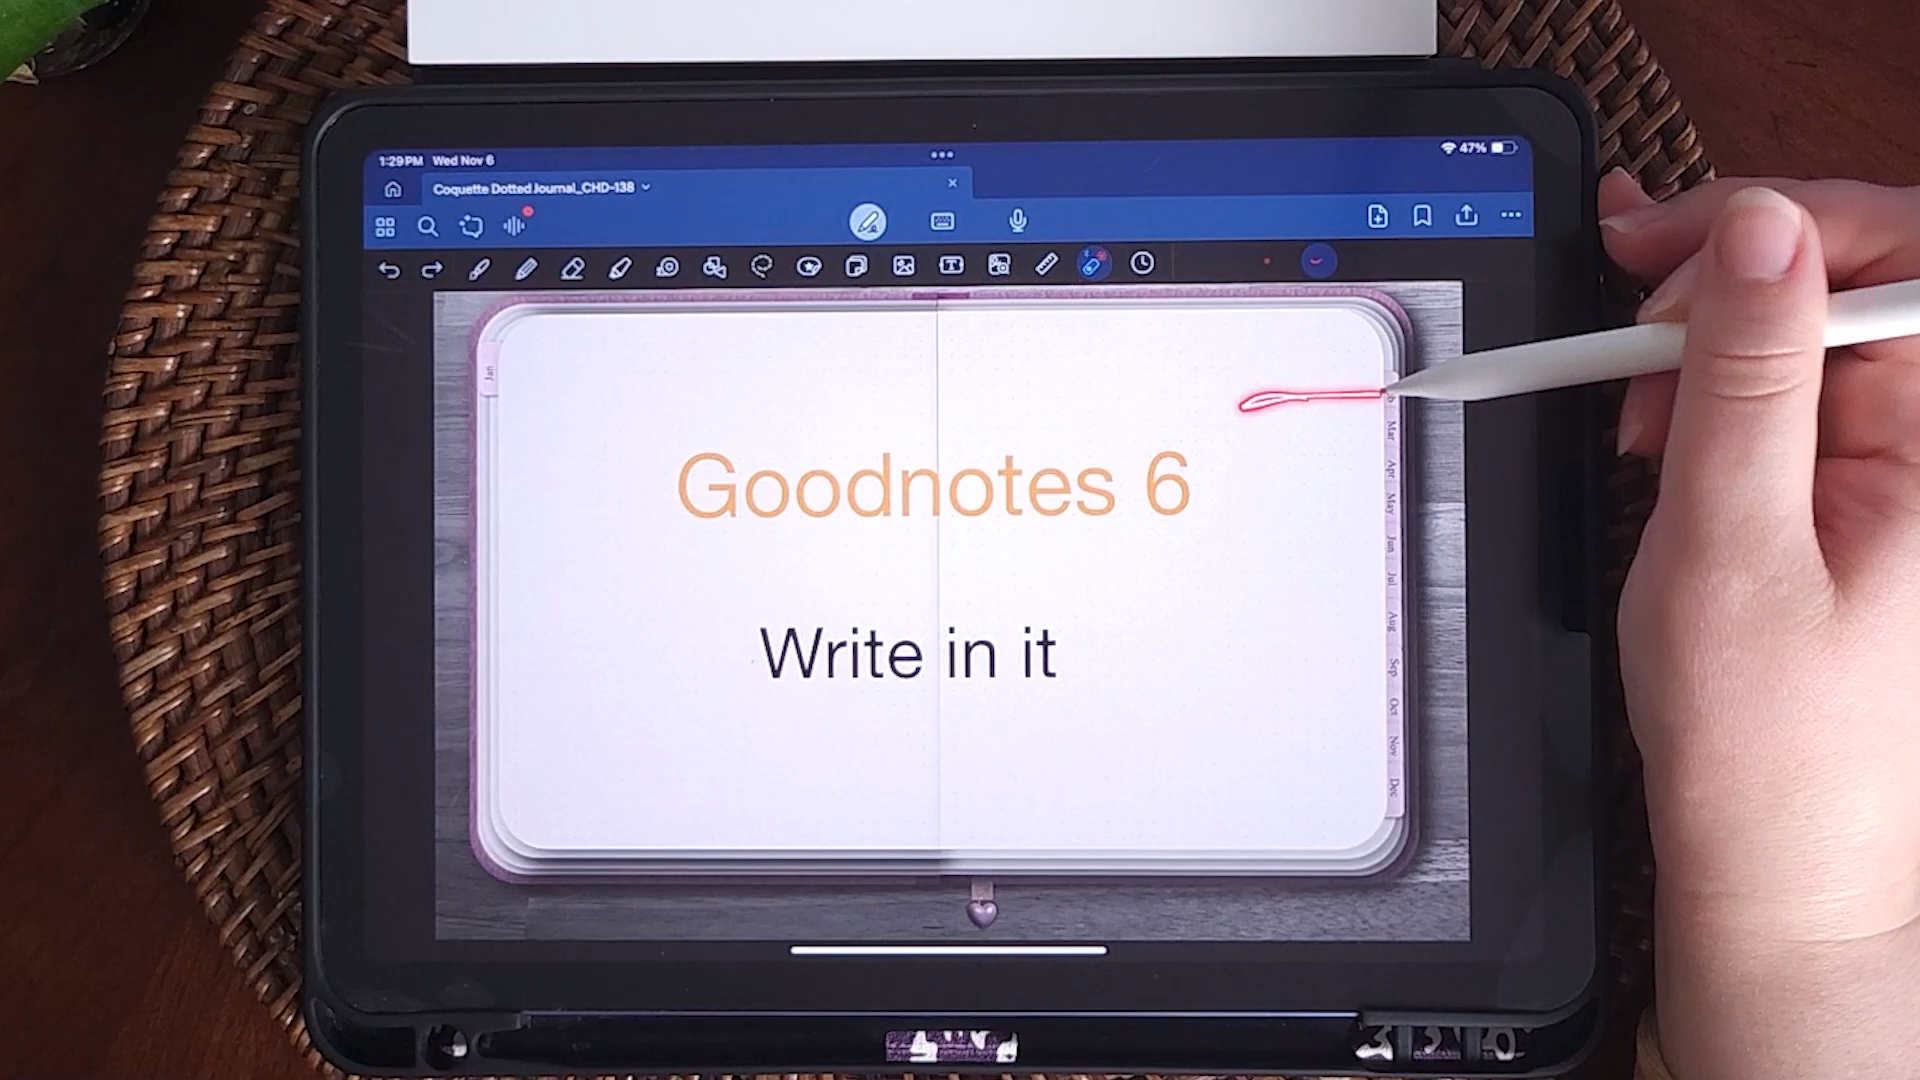 1:29 PM Wed Nov 6
47%
Coquette Dotted Journal_CHD-138
Jan
Mar
Apr
May
Jun
Jul
Aug
Sep
Oct
Nov
Dec
Goodnotes 6
Write in it